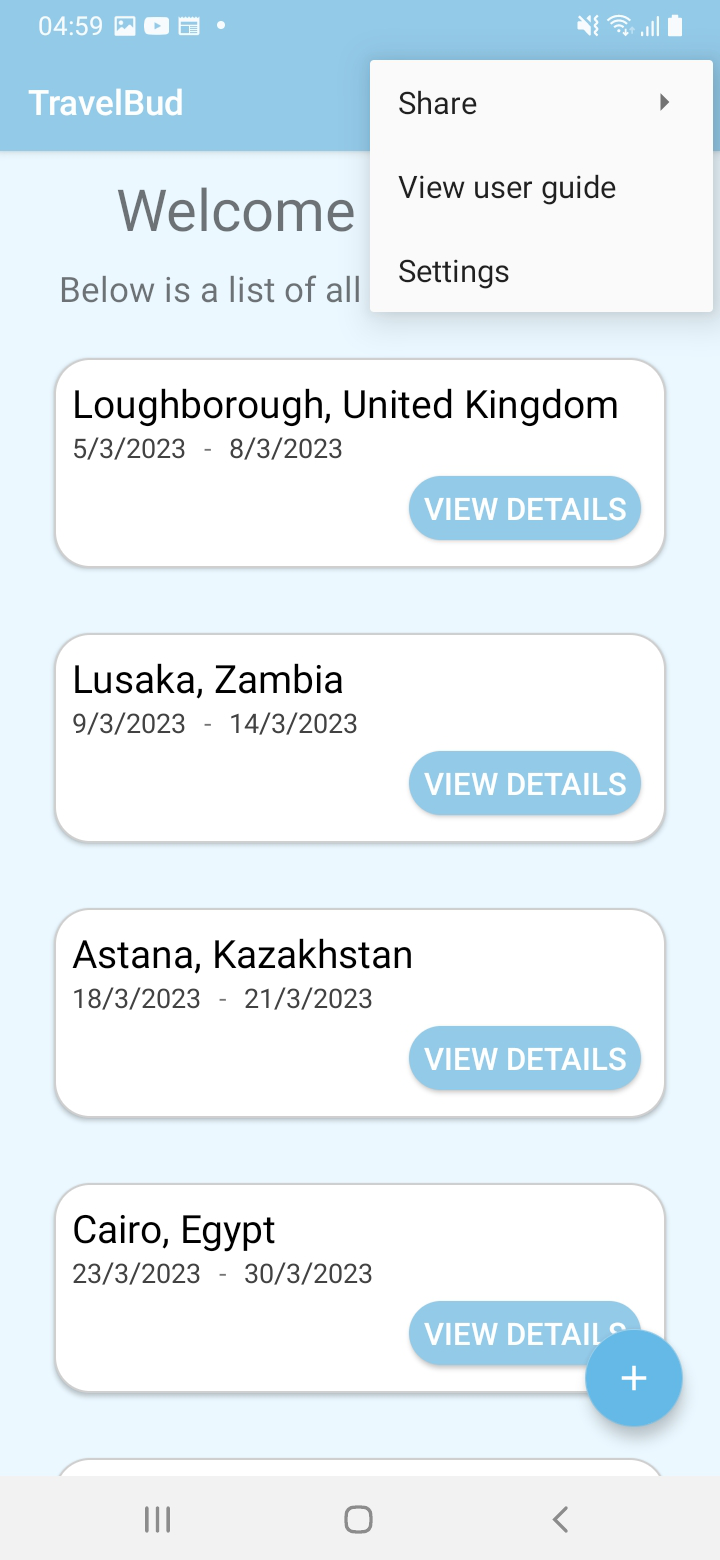 04:59
TravelBud
Share
View user guide
Settings
Welcome
Below is a list of all
Loughborough, United Kingdom
5/3/2023 - 8/3/2023
VIEW DETAILS
Lusaka, Zambia
9/3/2023 - 14/3/2023
VIEW DETAILS
Astana, Kazakhstan
18/3/2023 - 21/3/2023
VIEW DETAILS
Cairo, Egypt
23/3/2023 - 30/3/2023
VIEW DETAILS
+